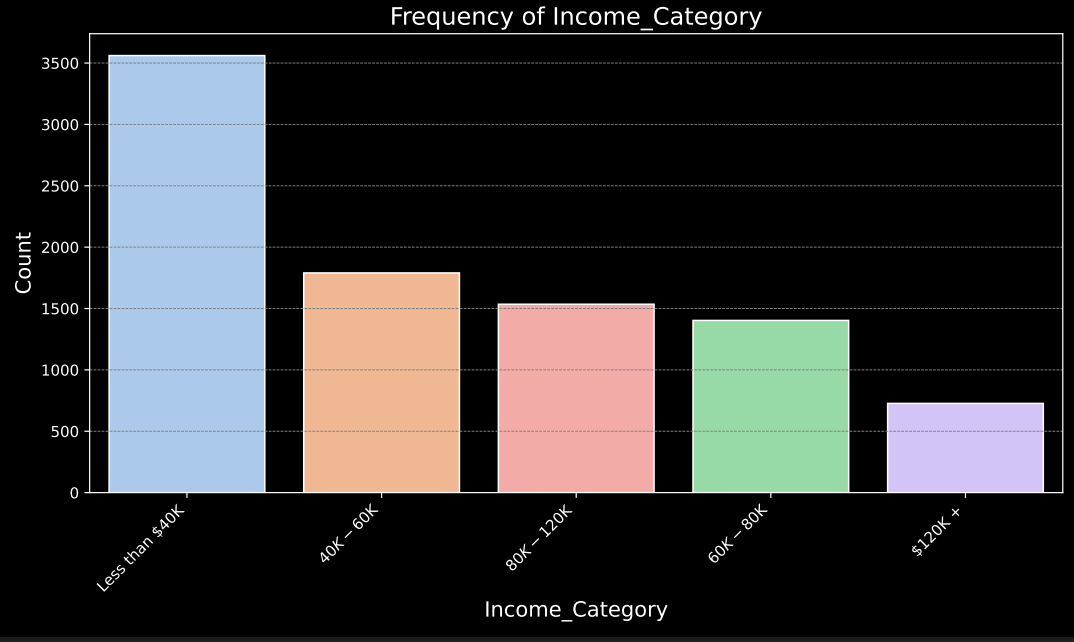 Frequency of Income_Category
Count
3500
3000
2500
2000
1500
1000
500
0
Less than $40K
40K – 60K
80K – 120K
60K – 80K
$120K +
Income_Category